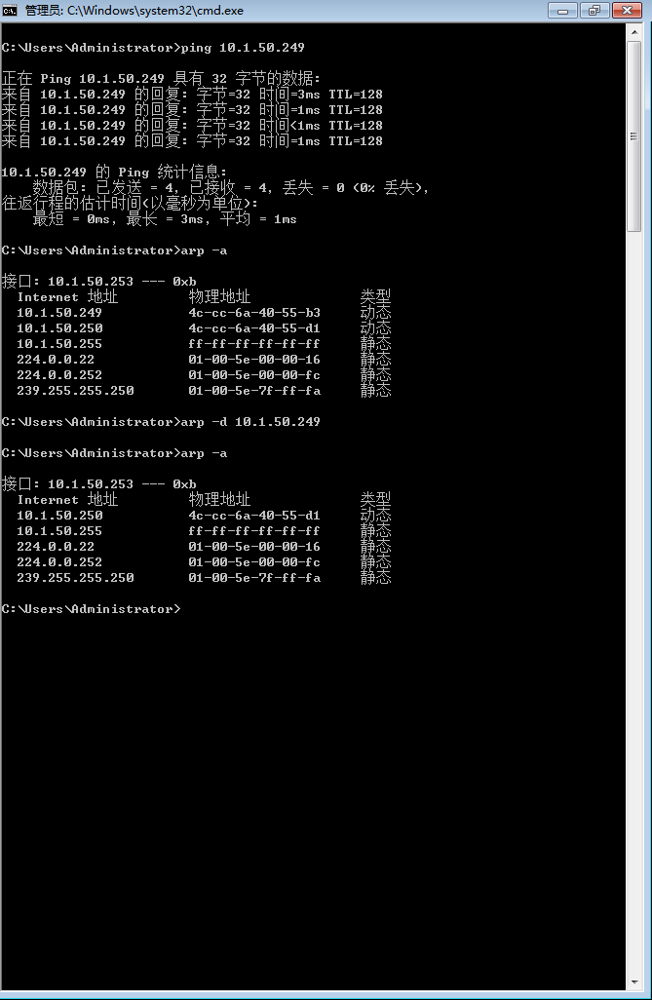 管理员: C:\Windows\system32\cmd.exe
C:\Users\Administrator>ping 10.1.50.249
正在 Ping 10.1.50.249 具有 32 字节的数据:
来自 10.1.50.249 的回复: 字节=32 时间=3ms TTL=128
来自 10.1.50.249 的回复: 字节=32 时间=1ms TTL=128
来自 10.1.50.249 的回复: 字节=32 时间<1ms TTL=128
来自 10.1.50.249 的回复: 字节=32 时间=1ms TTL=128
10.1.50.249 的 Ping 统计信息:
数据包: 已发送 = 4, 已接收 = 4, 丢失 = 0 (0% 丢失),
往返行程的估计时间(以毫秒为单位):
最短 = 0ms, 最长 = 3ms, 平均 = 1ms
C:\Users\Administrator>arp -a
接口: 10.1.50.253 --- 0xb
Internet 地址 物理地址 类型
10.1.50.249 4c-cc-6a-40-55-b3 动态
10.1.50.250 4c-cc-6a-40-55-d1 动态
10.1.50.255 ff-ff-ff-ff-ff-ff 静态
224.0.0.22 01-00-5e-00-00-16 静态
224.0.0.252 01-00-5e-00-00-fc 静态
239.255.255.250 01-00-5e-7f-ff-fa 静态
C:\Users\Administrator>arp -d 10.1.50.249
C:\Users\Administrator>arp -a
接口: 10.1.50.253 --- 0xb
Internet 地址 物理地址 类型
10.1.50.250 4c-cc-6a-40-55-d1 动态
10.1.50.255 ff-ff-ff-ff-ff-ff 静态
224.0.0.22 01-00-5e-00-00-16 静态
224.0.0.252 01-00-5e-00-00-fc 静态
239.255.255.250 01-00-5e-7f-ff-fa 静态
C:\Users\Administrator>